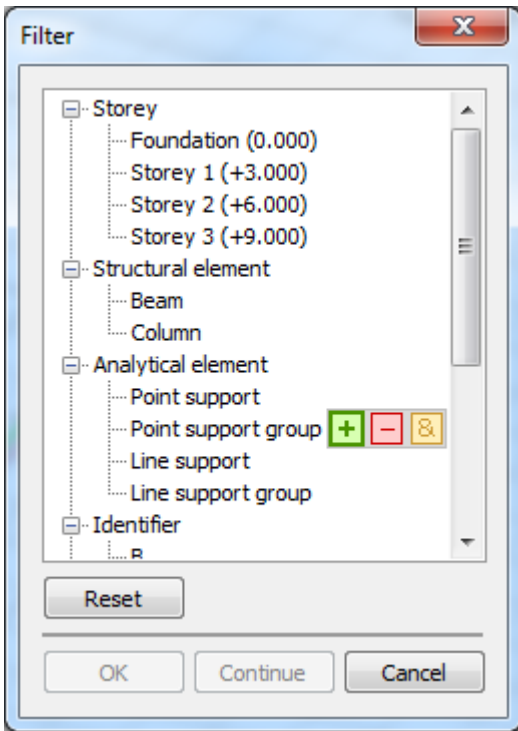 Filter
Storey
Foundation (0.000)
Storey 1 (+3.000)
Storey 2 (+6.000)
Storey 3 (+9.000)
Structural element
Beam
Column
Analytical element
Point support
Point support group + − &
Line support
Line support group
Identifier
B
Reset
OK Continue Cancel